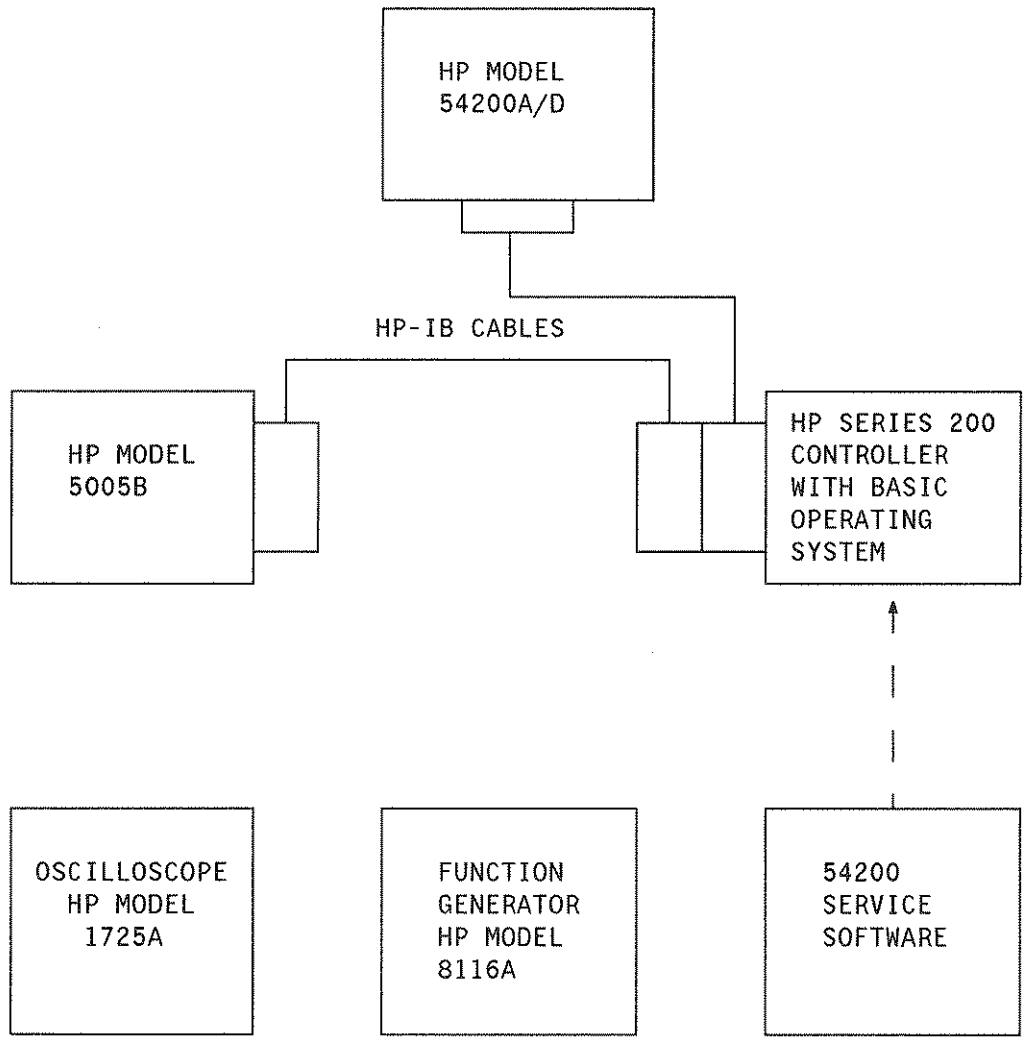 HP MODEL
54200A/D
HP-IB CABLES
HP MODEL
5005B
HP SERIES 200
CONTROLLER
WITH BASIC
OPERATING
SYSTEM
OSCILLOSCOPE
HP MODEL
1725A
FUNCTION
GENERATOR
HP MODEL
8116A
54200
SERVICE
SOFTWARE